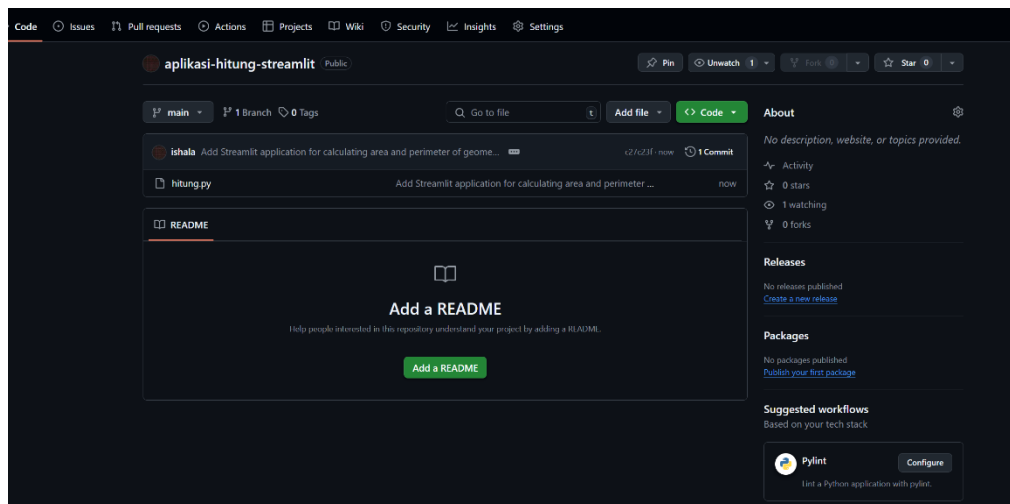 Code Issues Pull requests Actions Projects Wiki Security Insights Settings
aplikasi-hitung-streamlit Public
Pin Unwatch 1 Fork 0 Star 0
main 1 Branch 0 Tags Go to file t Add file Code
ishala Add Streamlit application for calculating area and perimeter of geome... now 1 Commit
hitung.py Add Streamlit application for calculating area and perimeter ... now
README
Add a README
Help people interested in this repository understand your project by adding a README.
Add a README
About
No description, website, or topics provided.
Activity
0 stars
1 watching
0 forks
Releases
No releases published
Create a new release
Packages
No packages published
Publish your first package
Suggested workflows
Based on your tech stack
Pylint Configure
Lint a Python application with pylint.